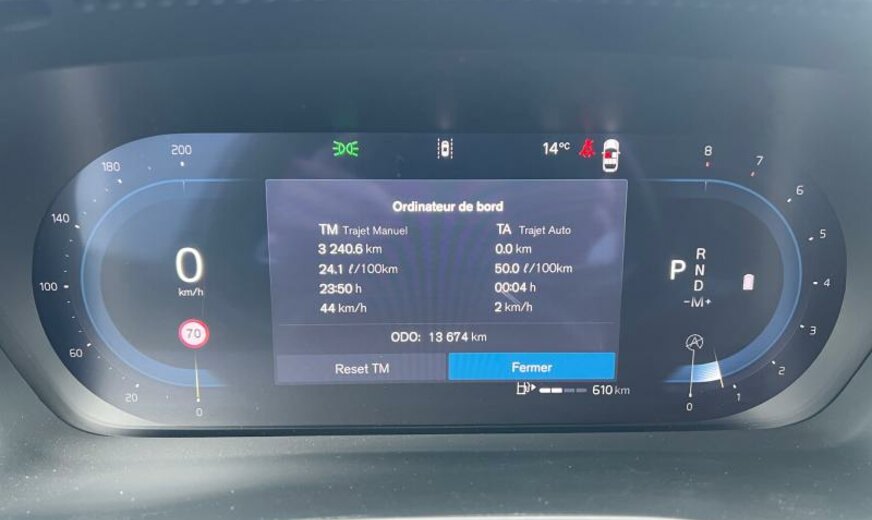 200
180
140
100
60
20
0
14°C
8
7
6
5
4
3
2
1
0
0
km/h
70
Ordinateur de bord
TM Trajet Manuel
3 240.6 km
24.1 ℓ/100km
23:50 h
44 km/h
TA Trajet Auto
0.0 km
50.0 ℓ/100km
00:04 h
2 km/h
ODO: 13 674 km
Reset TM
Fermer
P
R
N
D
-M+
A
610 km